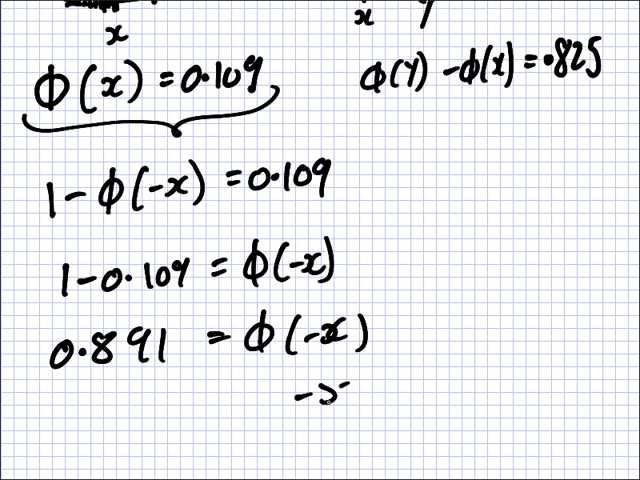 x
x
y
ϕ(x) = 0.109
ϕ(y) - ϕ(x) = .825
1 - ϕ(-x) = 0.109
1 - 0.109 = ϕ(-x)
0.891 = ϕ(-x)